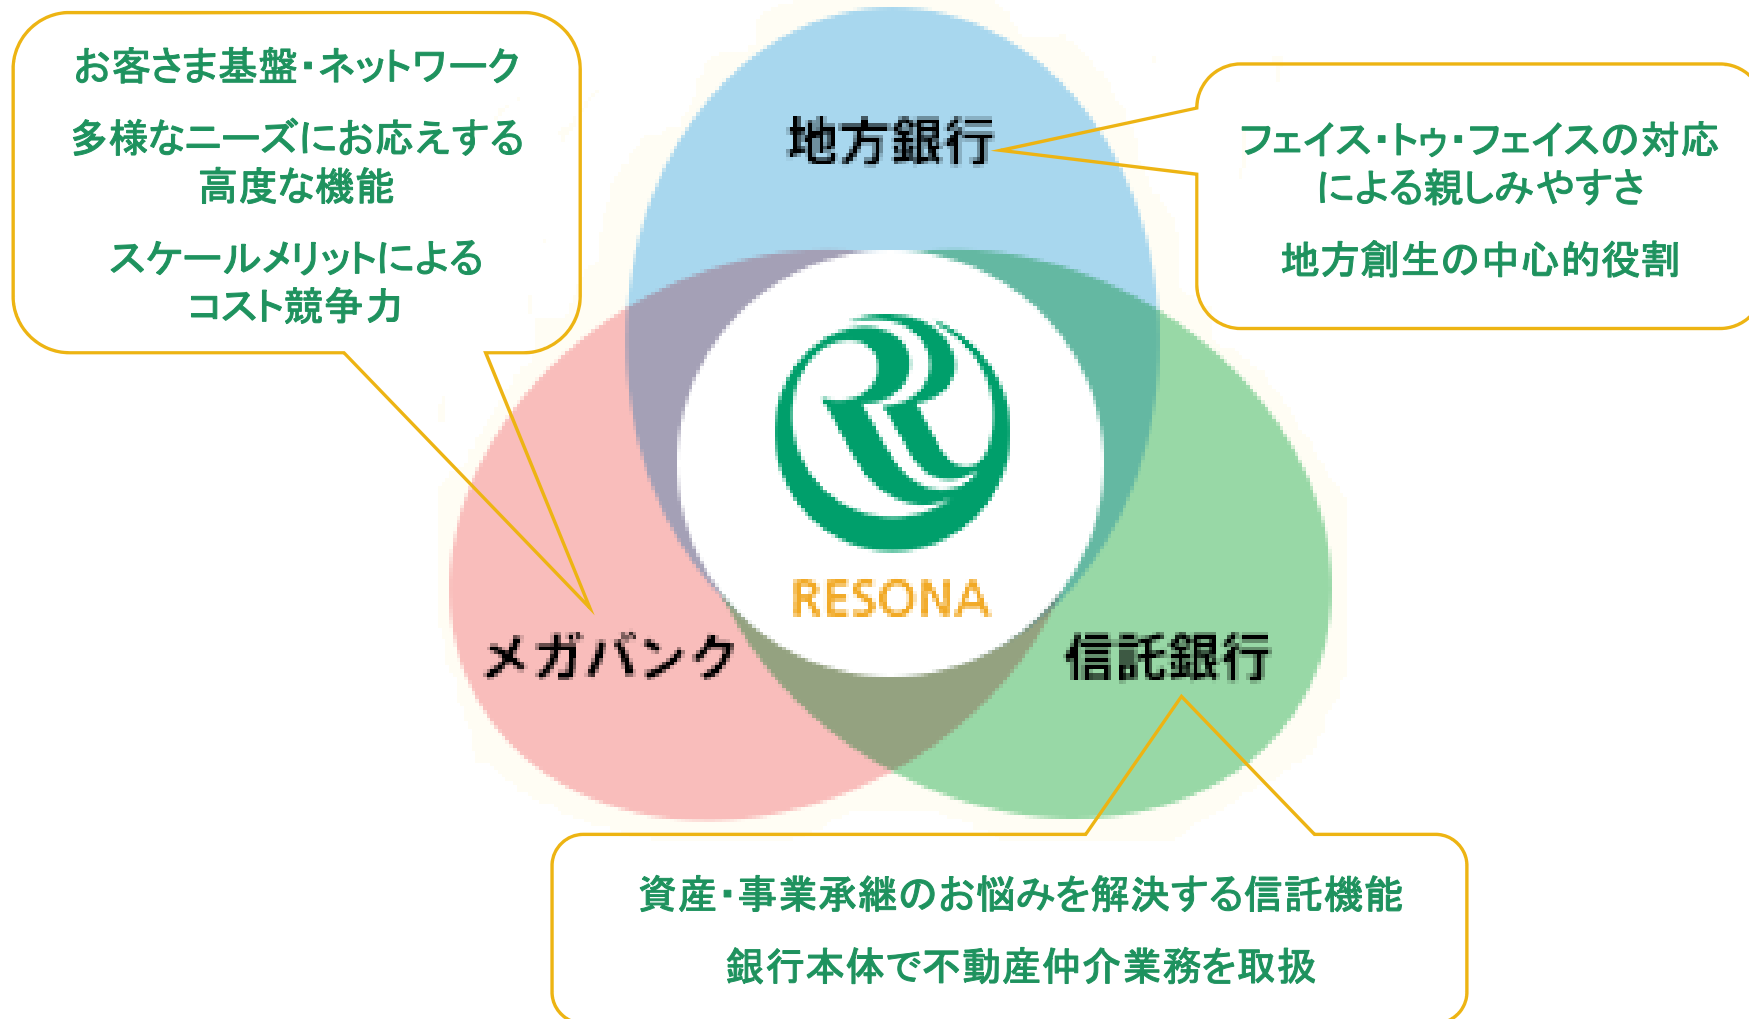 お客さま基盤・ネットワーク
多様なニーズにお応えする
高度な機能
スケールメリットによる
コスト競争力
地方銀行
フェイス・トゥ・フェイスの対応
による親しみやすさ
地方創生の中心的役割
RESONA
メガバンク
信託銀行
資産・事業承継のお悩みを解決する信託機能
銀行本体で不動産仲介業務を取扱